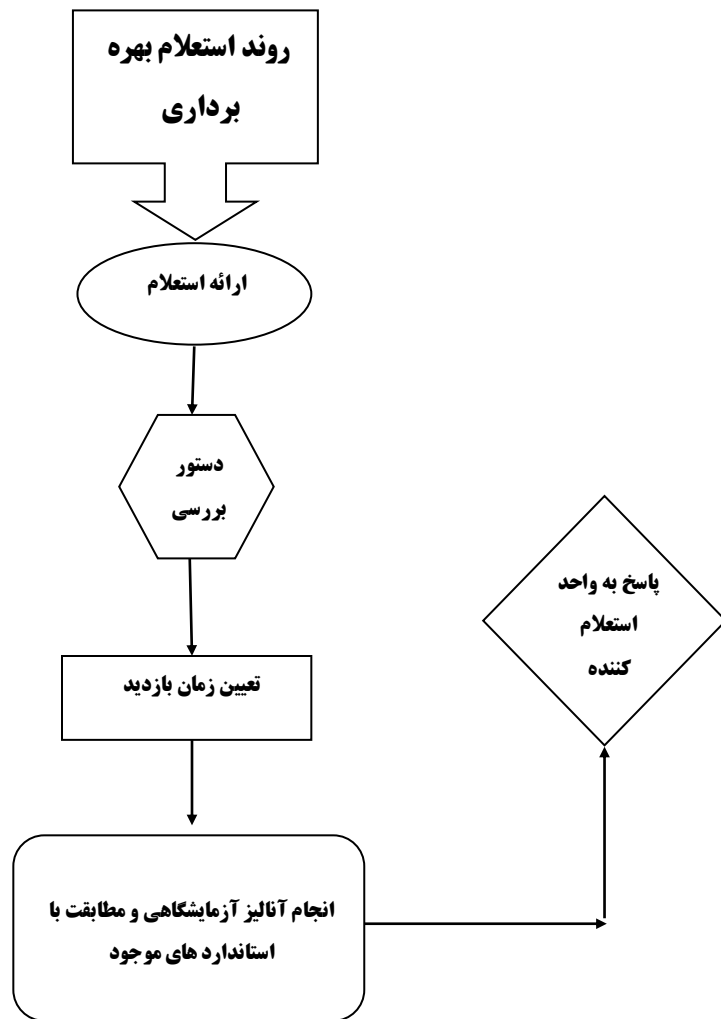 روند استعلام بهره
برداری
ارائه استعلام
دستور
بررسی
تعیین زمان بازدید
انجام آنالیز آزمایشگاهی و مطابقت با
استاندارد های موجود
پاسخ به واحد
استعلام
کننده